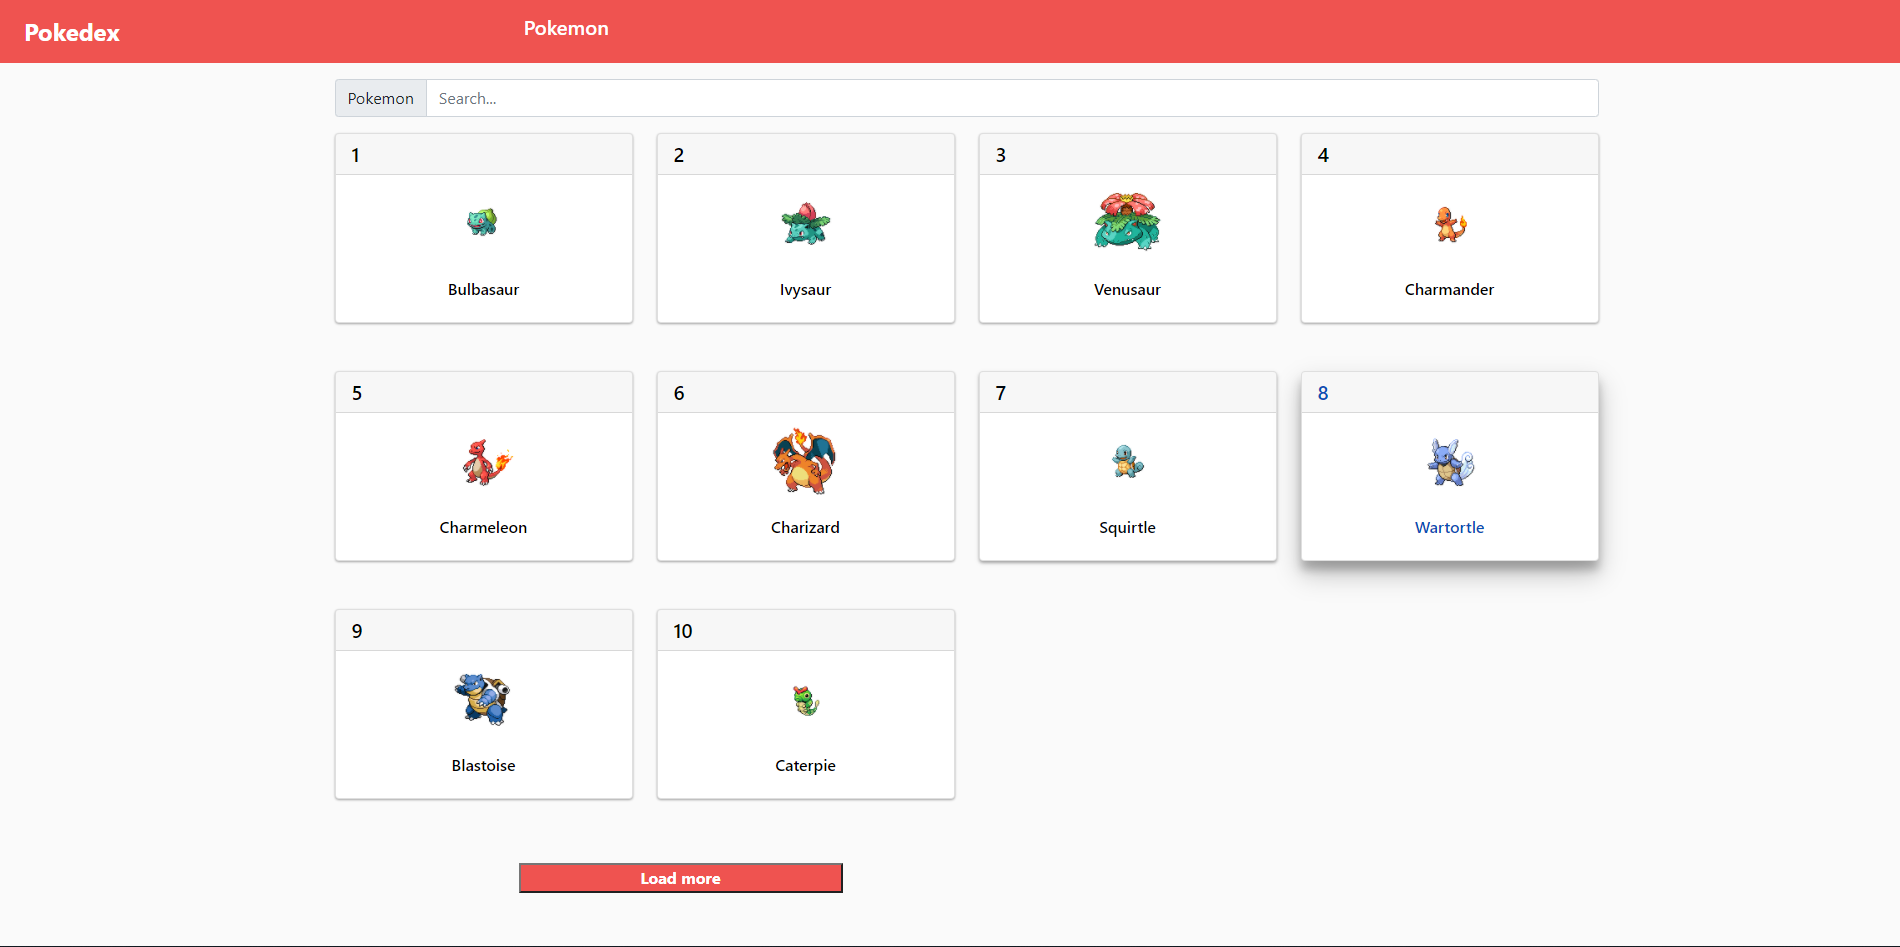 Pokedex
Pokemon
Pokemon Search...
1
Bulbasaur
2
Ivysaur
3
Venusaur
4
Charmander
5
Charmeleon
6
Charizard
7
Squirtle
8
Wartortle
9
Blastoise
10
Caterpie
Load more